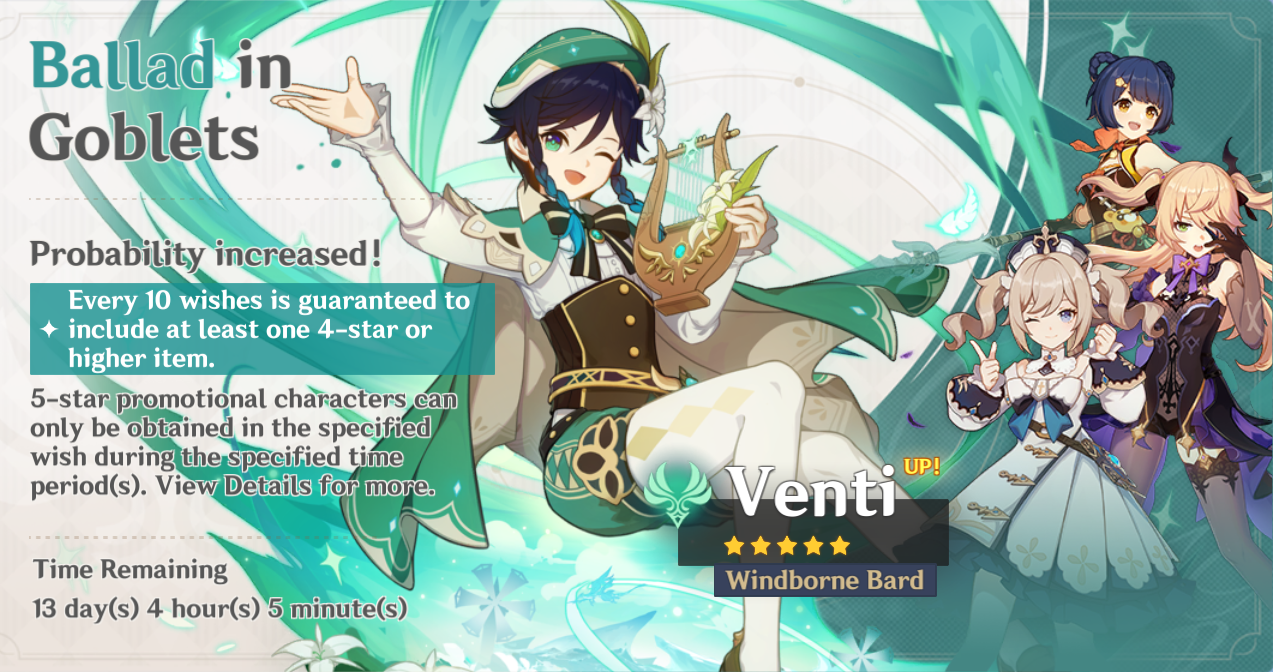 Ballad in
Goblets
Probability increased!
Every 10 wishes is guaranteed to
include at least one 4-star or
higher item.
5-star promotional characters can
only be obtained in the specified
wish during the specified time
period(s). View Details for more.
Time Remaining
13 day(s) 4 hour(s) 5 minute(s)
Venti UP!
Windborne Bard